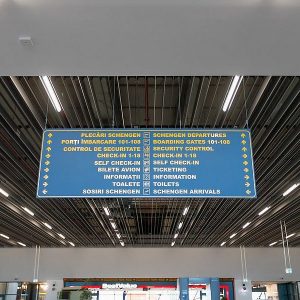 PLECĂRI SCHENGEN SCHENGEN DEPARTURES
PORȚI ÎMBARCARE 101-108 BOARDING GATES 101-108
CONTROL DE SECURITATE SECURITY CONTROL
CHECK-IN 1-18 CHECK-IN 1-18
SELF CHECK-IN SELF CHECK-IN
BILETE AVION TICKETING
INFORMAȚII INFORMATION
TOALETE TOILETS
SOSIRI SCHENGEN SCHENGEN ARRIVALS
BestValue